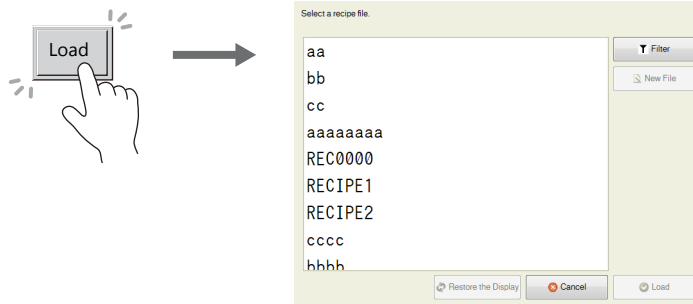 Load
Select a recipe file.
aa
bb
cc
aaaaaaaa
REC0000
RECIPE1
RECIPE2
cccc
bbbb
Filter
New File
Restore the Display
Cancel
Load